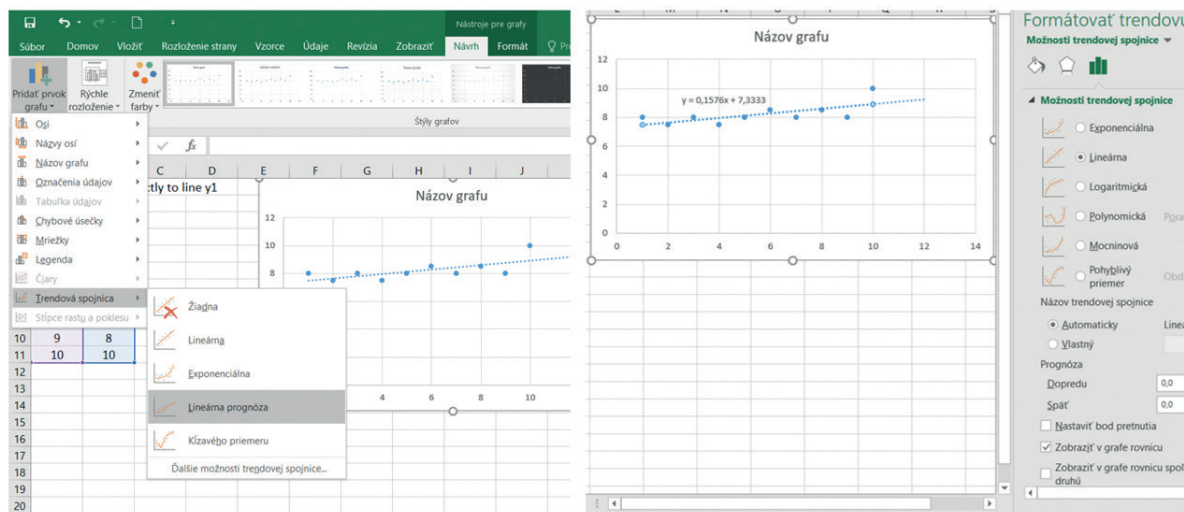 Nástroje pre grafy
Súbor Domov Vložiť Rozloženie strany Vzorce Údaje Revízia Zobraziť Návrh Formát
Pridať prvok grafu
Rýchle rozloženie
Zmeniť farby
Štýly grafov
Osi
Názvy osí
Názov grafu
Označenia údajov
Tabuľka údajov
Chybové úsečky
Mriežky
Legenda
Čiary
Trendová spojnica
Stĺpce rastu a poklesu
Žiadna
Lineárna
Exponenciálna
Lineárna prognóza
Kĺzavého priemeru
Ďalšie možnosti trendovej spojnice...
fx
C D E F G H I J
ctly to line y1
Názov grafu
12
10
8
4 6 8 10
10 9 8
11 10 10
12
13
14
15
16
17
18
19
20
Názov grafu
y = 0,1576x + 7,3333
12
10
8
6
4
2
0
0 2 4 6 8 10 12 14
Formátovať trendovú
Možnosti trendovej spojnice
Možnosti trendovej spojnice
Exponenciálna
Lineárna
Logaritmická
Polynomická
Mocninová
Pohyblivý
priemer
Názov trendovej spojnice
Automaticky Lineá
Vlastný
Prognóza
Dopredu 0,0
Späť 0,0
Nastaviť bod pretnutia
Zobraziť v grafe rovnicu
Zobraziť v grafe rovnicu spoľ
druhú